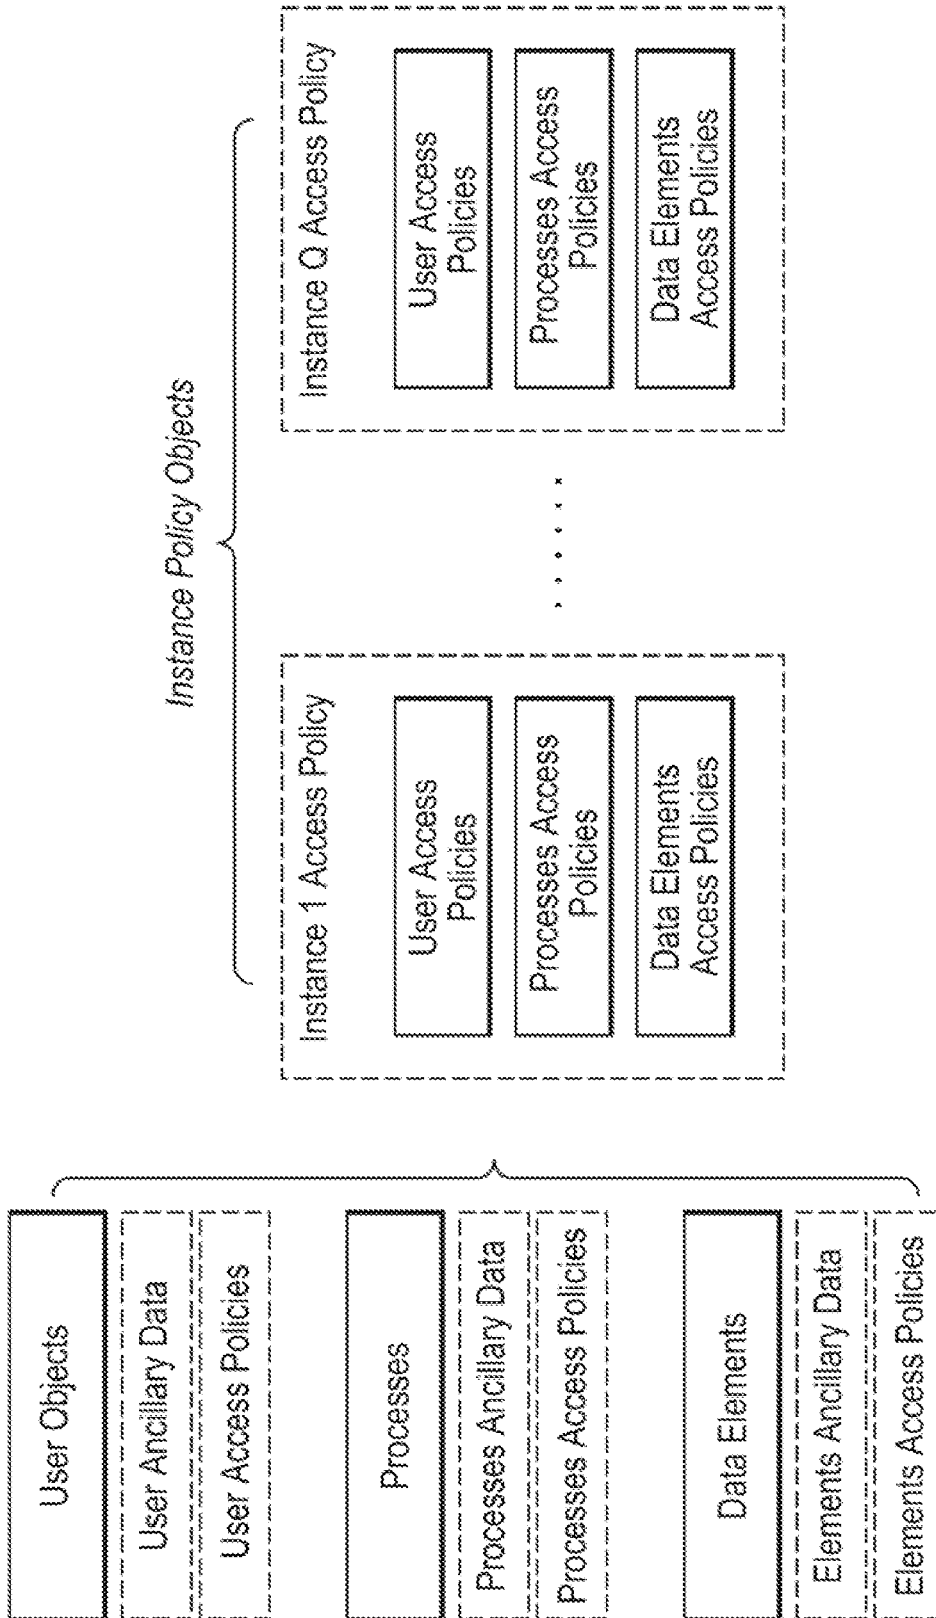 User Objects
User Ancillary Data
User Access Policies
Processes
Processes Ancillary Data
Processes Access Policies
Data Elements
Elements Ancillary Data
Elements Access Policies
Instance Policy Objects
Instance 1 Access Policy
User Access
Policies
Processes Access
Policies
Data Elements
Access Policies
Instance Q Access Policy
User Access
Policies
Processes Access
Policies
Data Elements
Access Policies